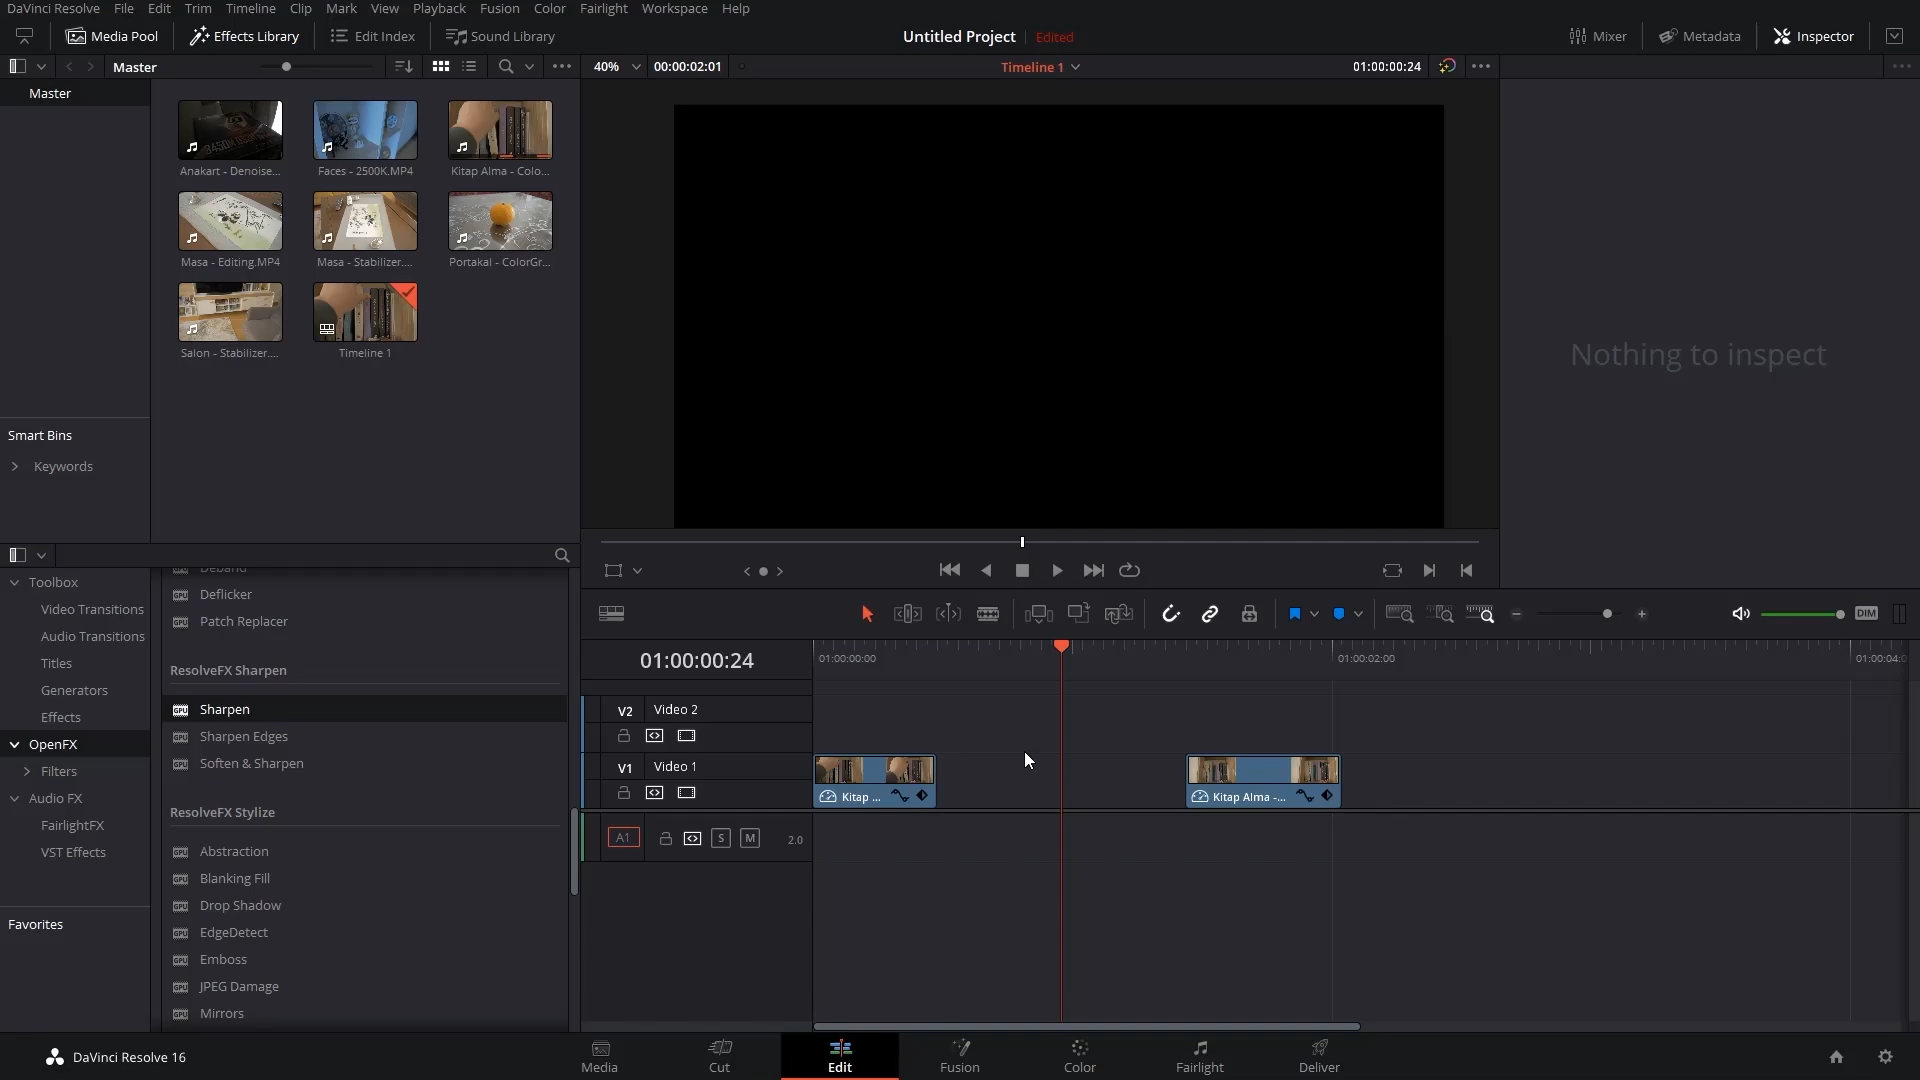 DaVinci Resolve File Edit Trim Timeline Clip Mark View Playback Fusion Color Fairlight Workspace Help
Media Pool Effects Library Edit Index Sound Library Untitled Project Edited Mixer Metadata Inspector
Master 40% 00:00:02:01 Timeline 1 01:00:00:24
Master
Anakart - Denoise... Faces - 2500K.MP4 Kitap Alma - Colo...
Masa - Editing.MP4 Masa - Stabilizer.... Portakal - ColorGr...
Salon - Stabilizer.... Timeline 1
Nothing to inspect
Smart Bins
Keywords
Toolbox
Video Transitions
Audio Transitions
Titles
Generators
Effects
OpenFX
Filters
Audio FX
FairlightFX
VST Effects
Favorites
Deband
Deflicker
Patch Replacer
ResolveFX Sharpen
Sharpen
Sharpen Edges
Soften & Sharpen
ResolveFX Stylize
Abstraction
Blanking Fill
Drop Shadow
EdgeDetect
Emboss
JPEG Damage
Mirrors
DIM
01:00:00:24 01:00:00:00 01:00:02:00 01:00:04:0
V2 Video 2
V1 Video 1
Kitap ... Kitap Alma -...
A1 S M 2.0
DaVinci Resolve 16
Media Cut Edit Fusion Color Fairlight Deliver